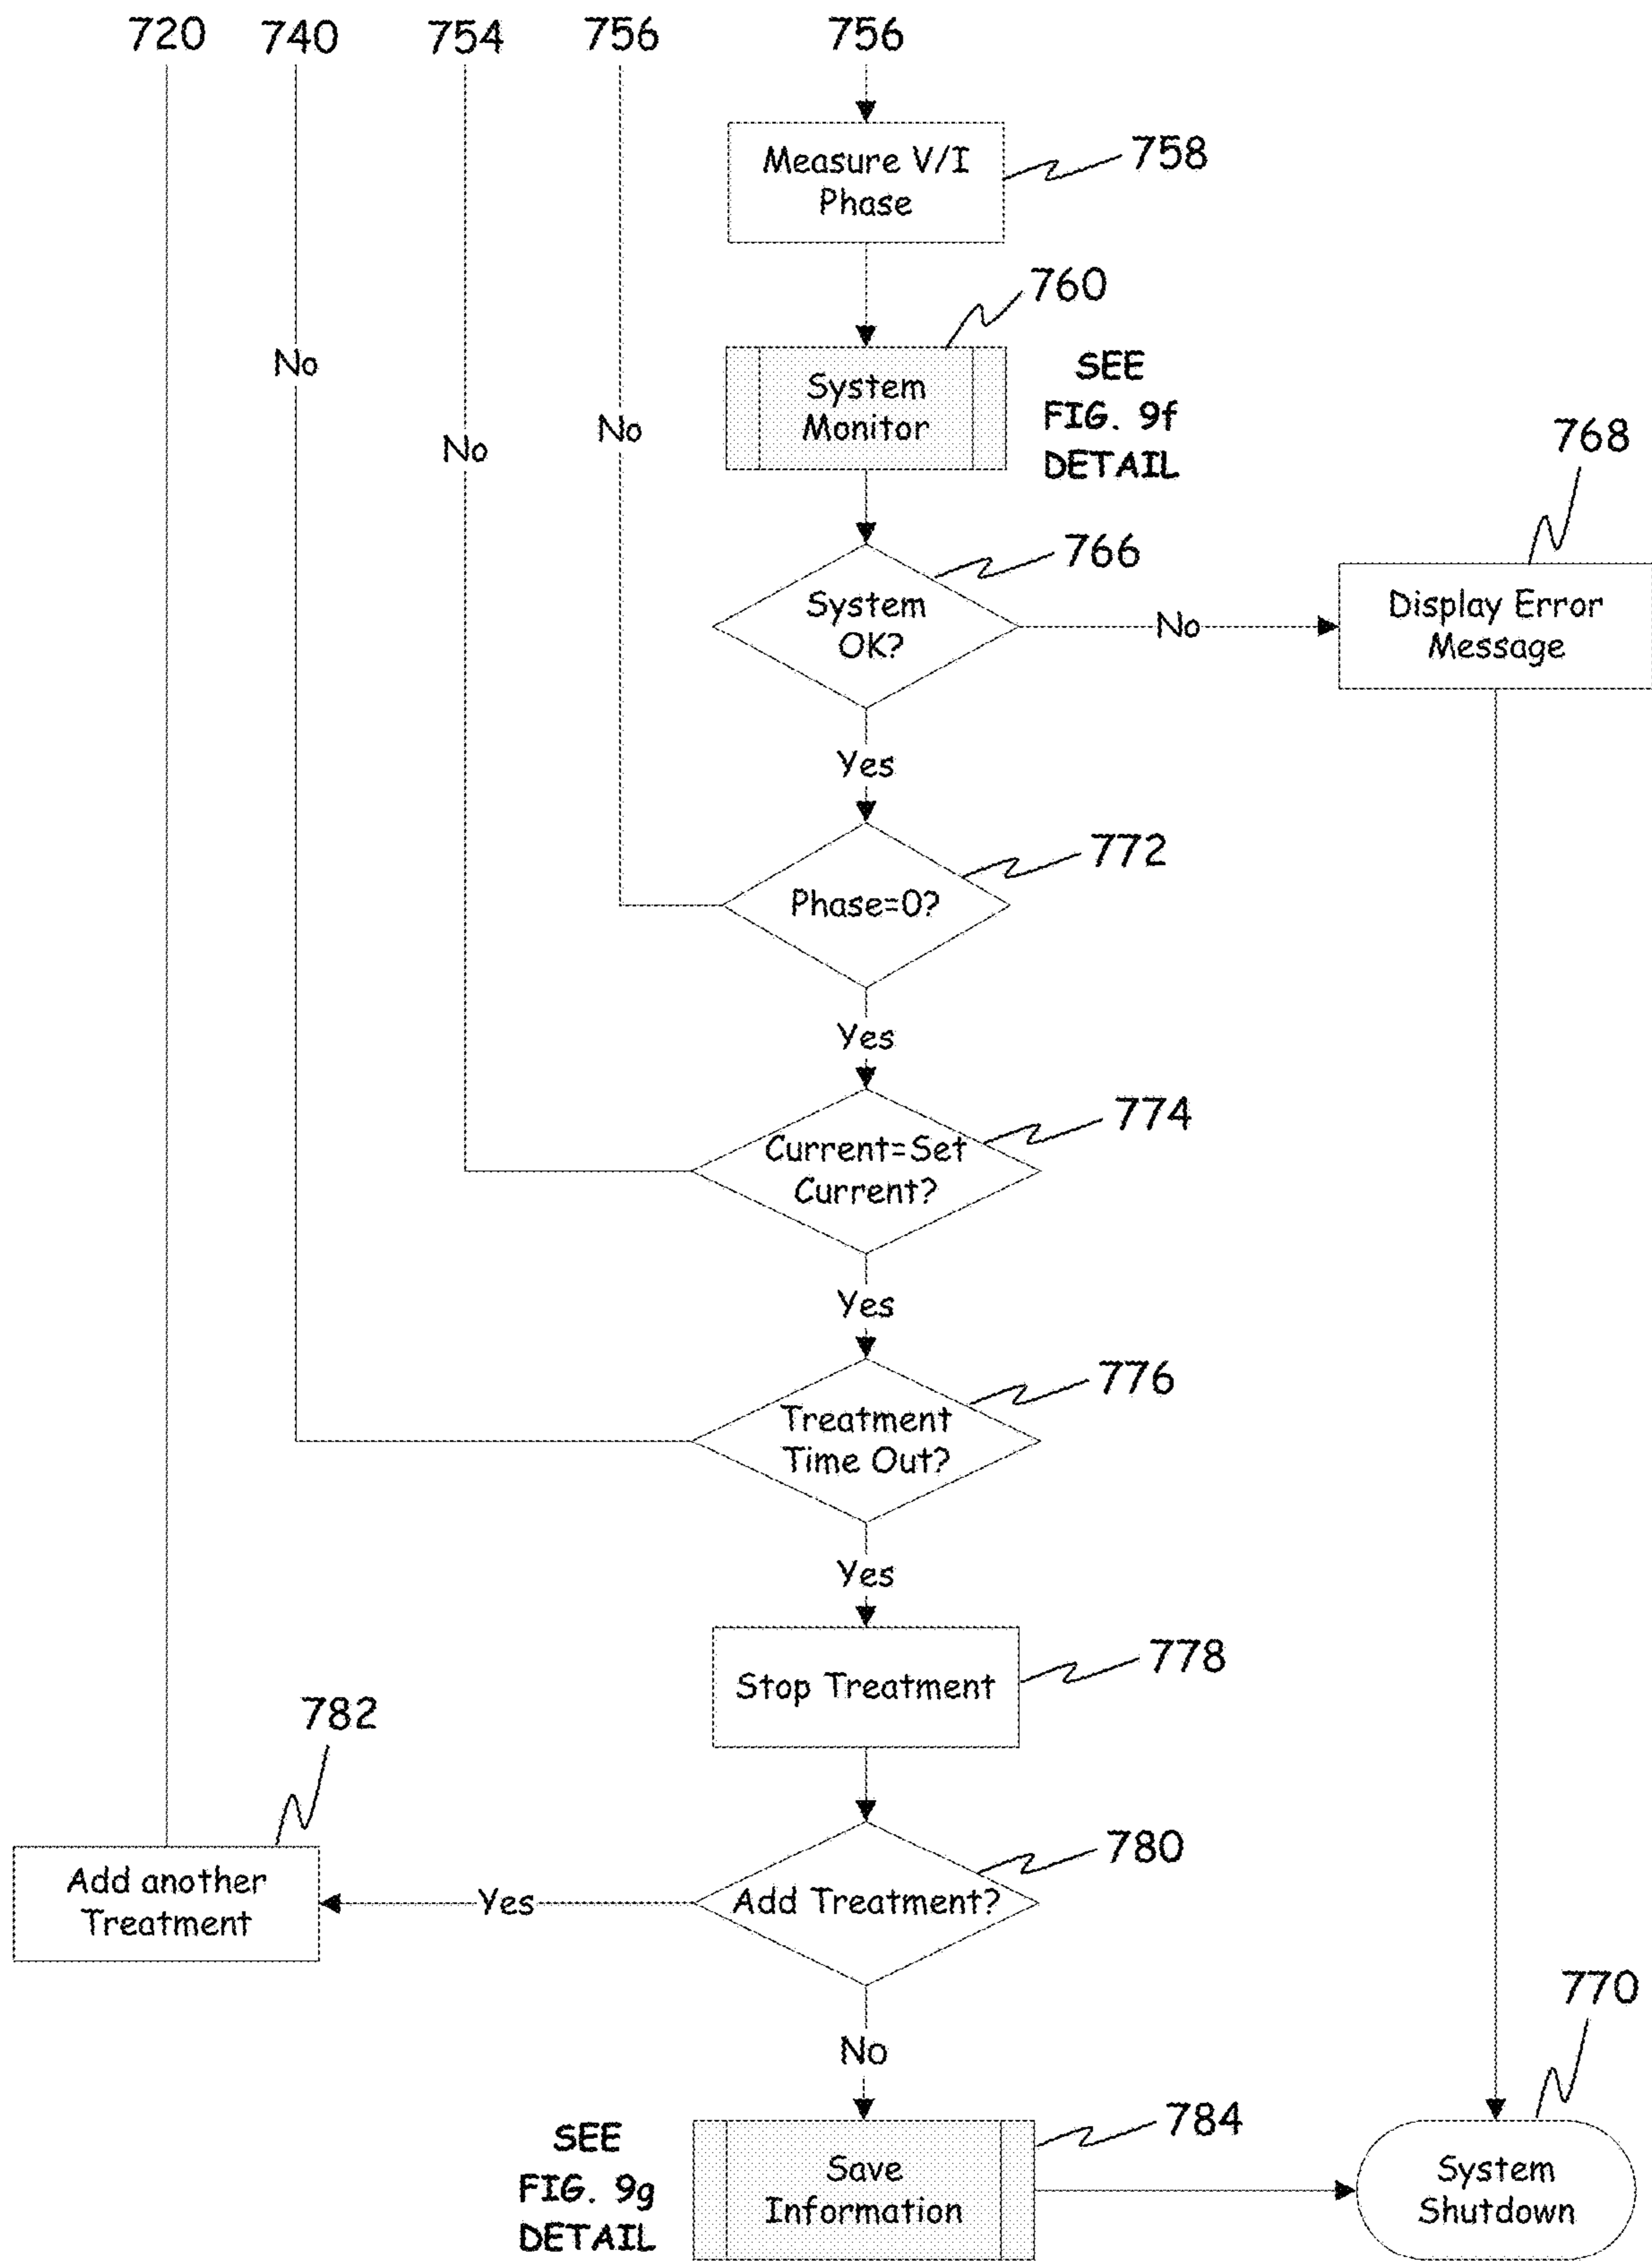 720 740 754 756 756
Measure V/I
Phase
758
760
No
System
Monitor
SEE
FIG. 9f
DETAIL
No
No
768
766
System
OK?
No
Display Error
Message
Yes
772
Phase=0?
Yes
774
Current=Set
Current?
Yes
776
Treatment
Time Out?
Yes
778
Stop Treatment
782
780
Add another
Treatment
Yes
Add Treatment?
770
No
784
SEE
FIG. 9g
DETAIL
Save
Information
System
Shutdown